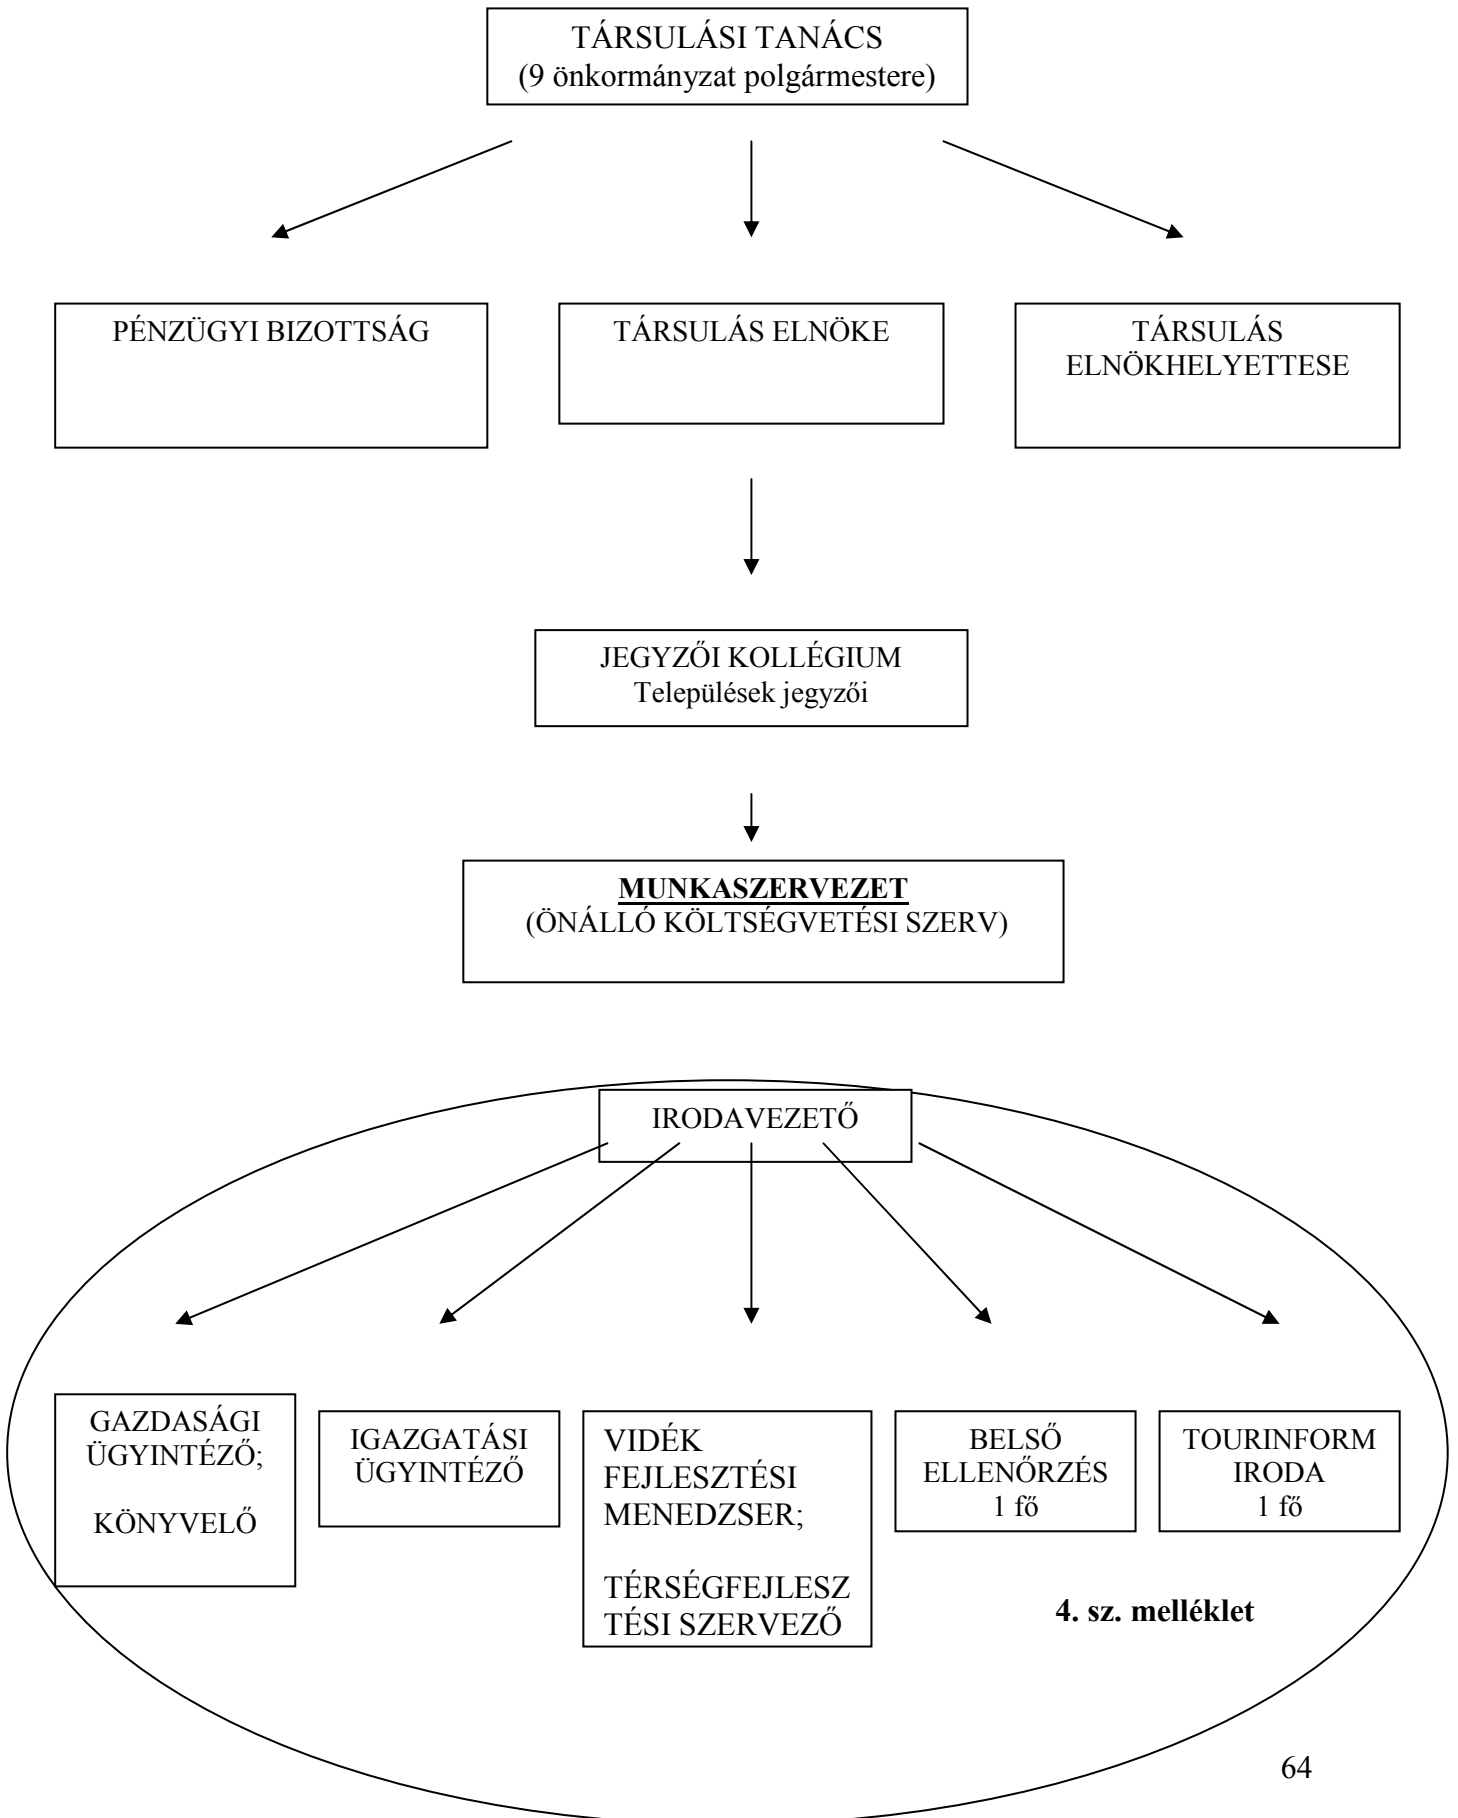 TÁRSULÁSI TANÁCS
(9 önkormányzat polgármestere)
PÉNZÜGYI BIZOTTSÁG
TÁRSULÁS ELNÖKE
TÁRSULÁS
ELNÖKHELYETTESE
JEGYZŐI KOLLÉGIUM
Települések jegyzői
MUNKASZERVEZET
(ÖNÁLLÓ KÖLTSÉGVETÉSI SZERV)
IRODAVEZETŐ
GAZDASÁGI
ÜGYINTÉZŐ;
KÖNYVELŐ
IGAZGATÁSI
ÜGYINTÉZŐ
VIDÉK
FEJLESZTÉSI
MENEDZSER;
TÉRSÉGFEJLESZ
TÉSI SZERVEZŐ
BELSŐ
ELLENŐRZÉS
1 fő
TOURINFORM
IRODA
1 fő
4. sz. melléklet
64